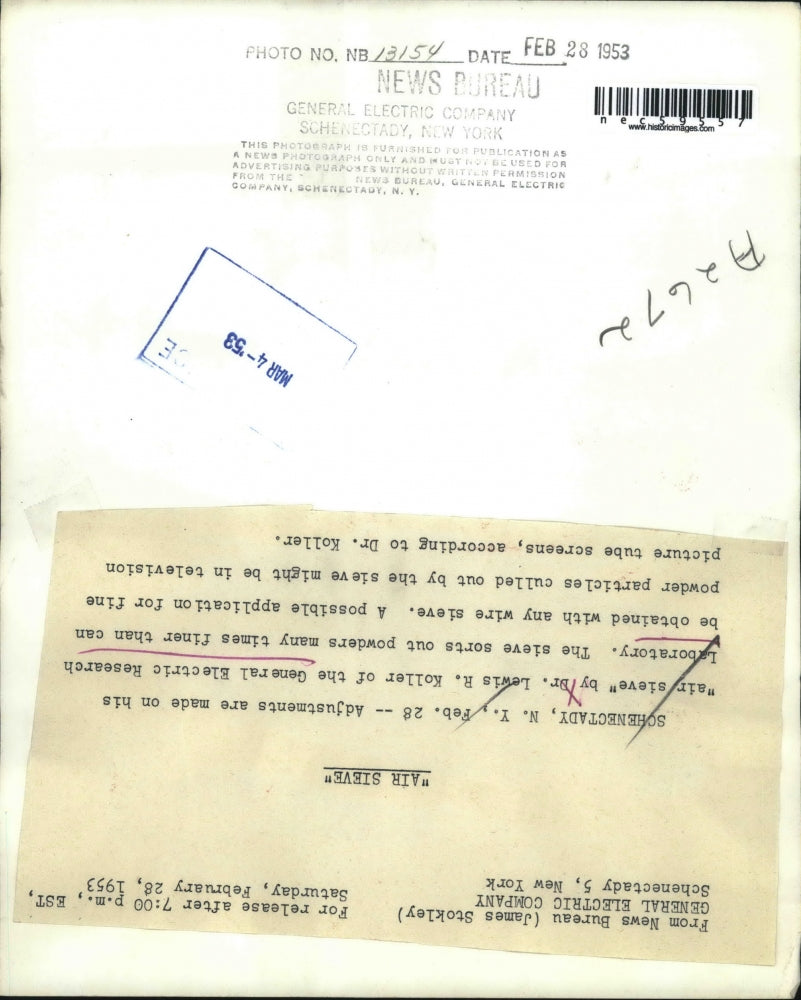 PHOTO NO. NB 13154 DATE FEB 28 1953
NEWS BUREAU
GENERAL ELECTRIC COMPANY
SCHENECTADY, NEW YORK
THIS PHOTOGRAPH IS FURNISHED FOR PUBLICATION AS
A NEWS PHOTOGRAPH ONLY AND MUST NOT BE USED FOR
ADVERTISING PURPOSES WITHOUT WRITTEN PERMISSION
FROM THE NEWS BUREAU, GENERAL ELECTRIC
COMPANY, SCHENECTADY, N. Y.
nec59557
www.historicimages.com
MAR 4-'53
From News Bureau (James Stokley)
GENERAL ELECTRIC COMPANY
Schenectady 5, New York
For release after 7:00 p.m., EST,
Saturday, February 28, 1953
"AIR SIEVE"
SCHENECTADY, N. Y., Feb. 28 -- Adjustments are made on his
"air sieve" by Dr. Lewis R. Koller of the General Electric Research
Laboratory. The sieve sorts out powders many times finer than can
be obtained with any wire sieve. A possible application for fine
powder particles culled out by the sieve might be in television
picture tube screens, according to Dr. Koller.